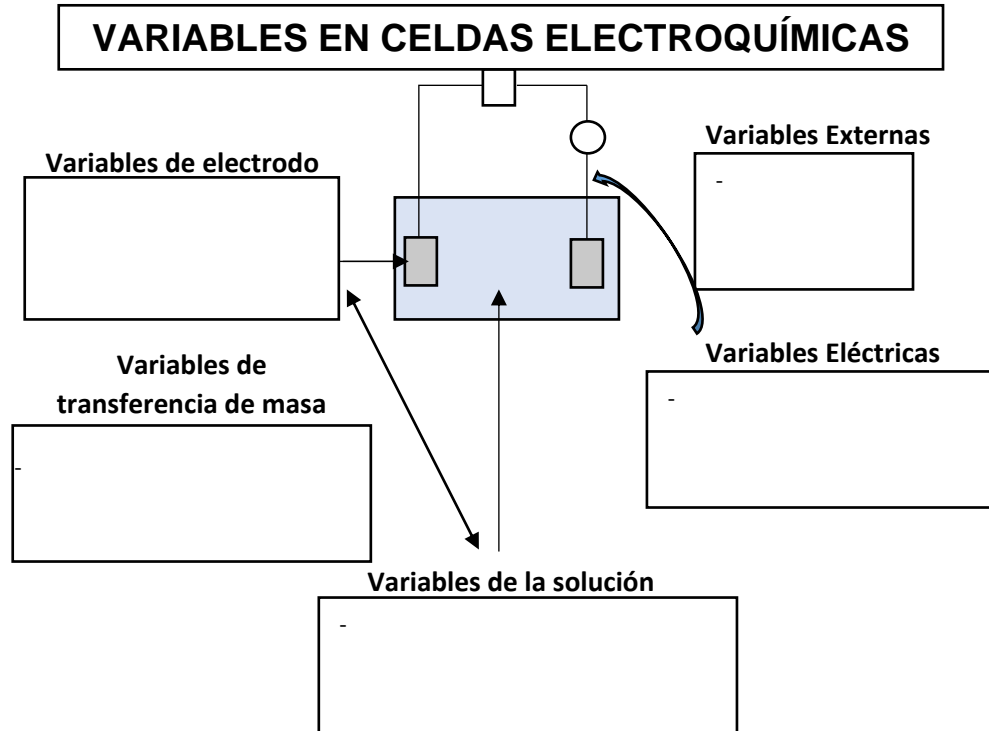 VARIABLES EN CELDAS ELECTROQUÍMICAS
Variables de electrodo
Variables Externas
-
Variables de
transferencia de masa
-
Variables Eléctricas
-
Variables de la solución
-